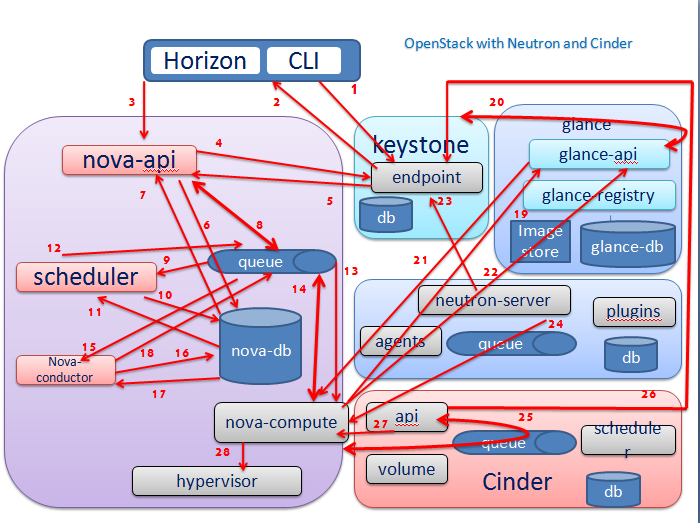 OpenStack with Neutron and Cinder
Horizon
CLI
1
2
3
20
glance
keystone
4
nova-api
glance-api
endpoint
7
5
23
glance-registry
db
6
8
19
Image
store
glance-db
12
9
queue
21
13
22
scheduler
14
10
11
neutron-server
plugins
24
15
18
16
nova-db
agents
queue
db
Nova-
conductor
17
26
nova-compute
api
25
27
queue
schedule
r
28
volume
Cinder
hypervisor
db